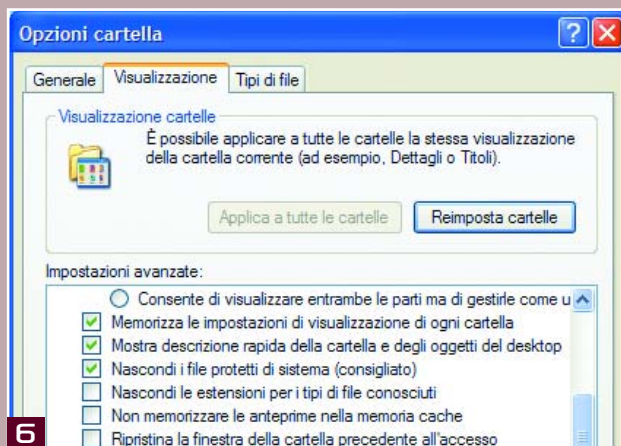 Opzioni cartella
Generale Visualizzazione Tipi di file
Visualizzazione cartelle
È possibile applicare a tutte le cartelle la stessa visualizzazione
della cartella corrente (ad esempio, Dettagli o Titoli).
Applica a tutte le cartelle Reimposta cartelle
Impostazioni avanzate:
Consente di visualizzare entrambe le parti ma di gestirle come u
Memorizza le impostazioni di visualizzazione di ogni cartella
Mostra descrizione rapida della cartella e degli oggetti del desktop
Nascondi i file protetti di sistema (consigliato)
Nascondi le estensioni per i tipi di file conosciuti
Non memorizzare le anteprime nella memoria cache
Ripristina la finestra della cartella precedente all'accesso
6